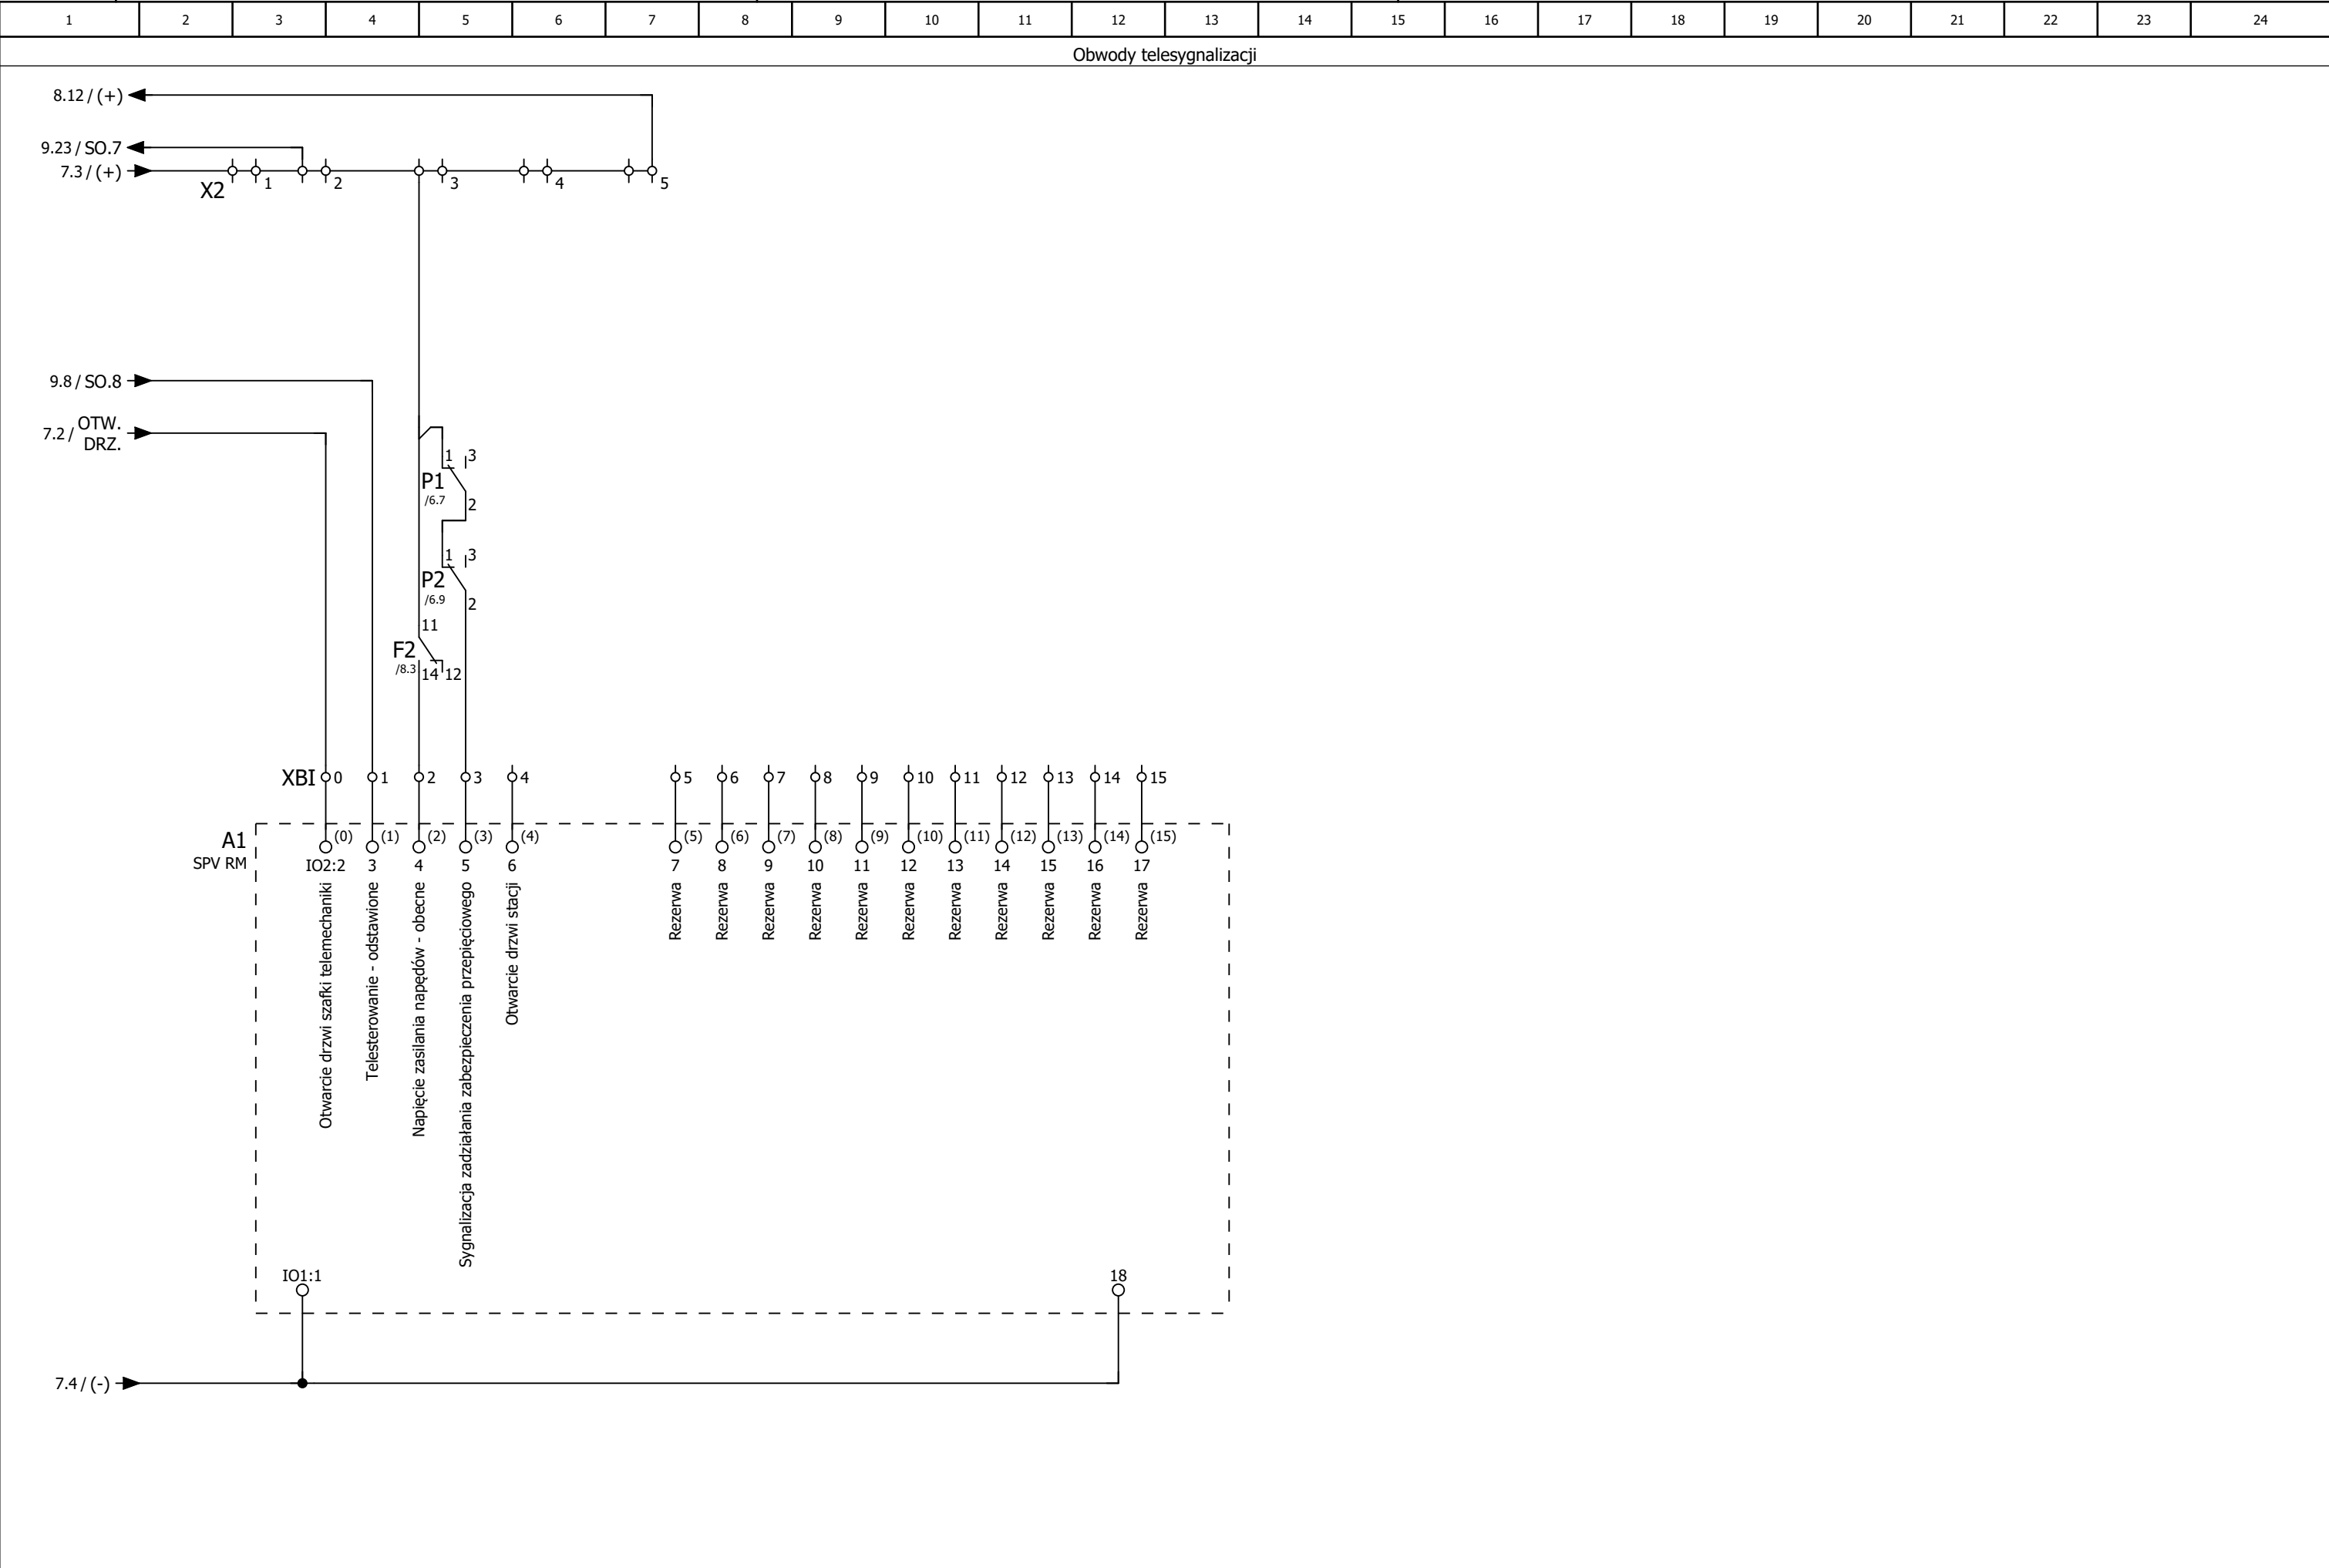 1 2 3 4 5 6 7 8 9 10 11 12 13 14 15 16 17 18 19 20 21 22 23 24
Obwody telesygnalizacji
8.12 / (+)
9.23 / SO.7
7.3 / (+)
X2 1 2 3 4 5
9.8 / SO.8
7.2 / OTW.
DRZ.
1 3
P1
/6.7
2
1 3
P2
/6.9
2
11
F2
/8.3
14 12
XBI 0 1 2 3 4 5 6 7 8 9 10 11 12 13 14 15
A1
SPV RM
(0) (1) (2) (3) (4) (5) (6) (7) (8) (9) (10) (11) (12) (13) (14) (15)
IO2:2 3 4 5 6 7 8 9 10 11 12 13 14 15 16 17
Otwarcie drzwi szafki telemechaniki
Telesterowanie - odstawione
Napięcie zasilania napędów - obecne
Sygnalizacja zadziałania zabezpieczenia przepięciowego
Otwarcie drzwi stacji
Rezerwa
Rezerwa
Rezerwa
Rezerwa
Rezerwa
Rezerwa
Rezerwa
Rezerwa
Rezerwa
Rezerwa
Rezerwa
IO1:1
18
7.4 / (-)